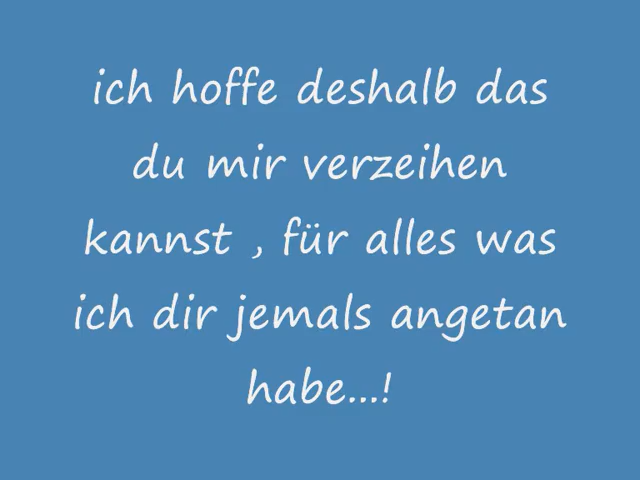 ich hoffe deshalb das
du mir verzeihen
kannst , für alles was
ich dir jemals angetan
habe...!